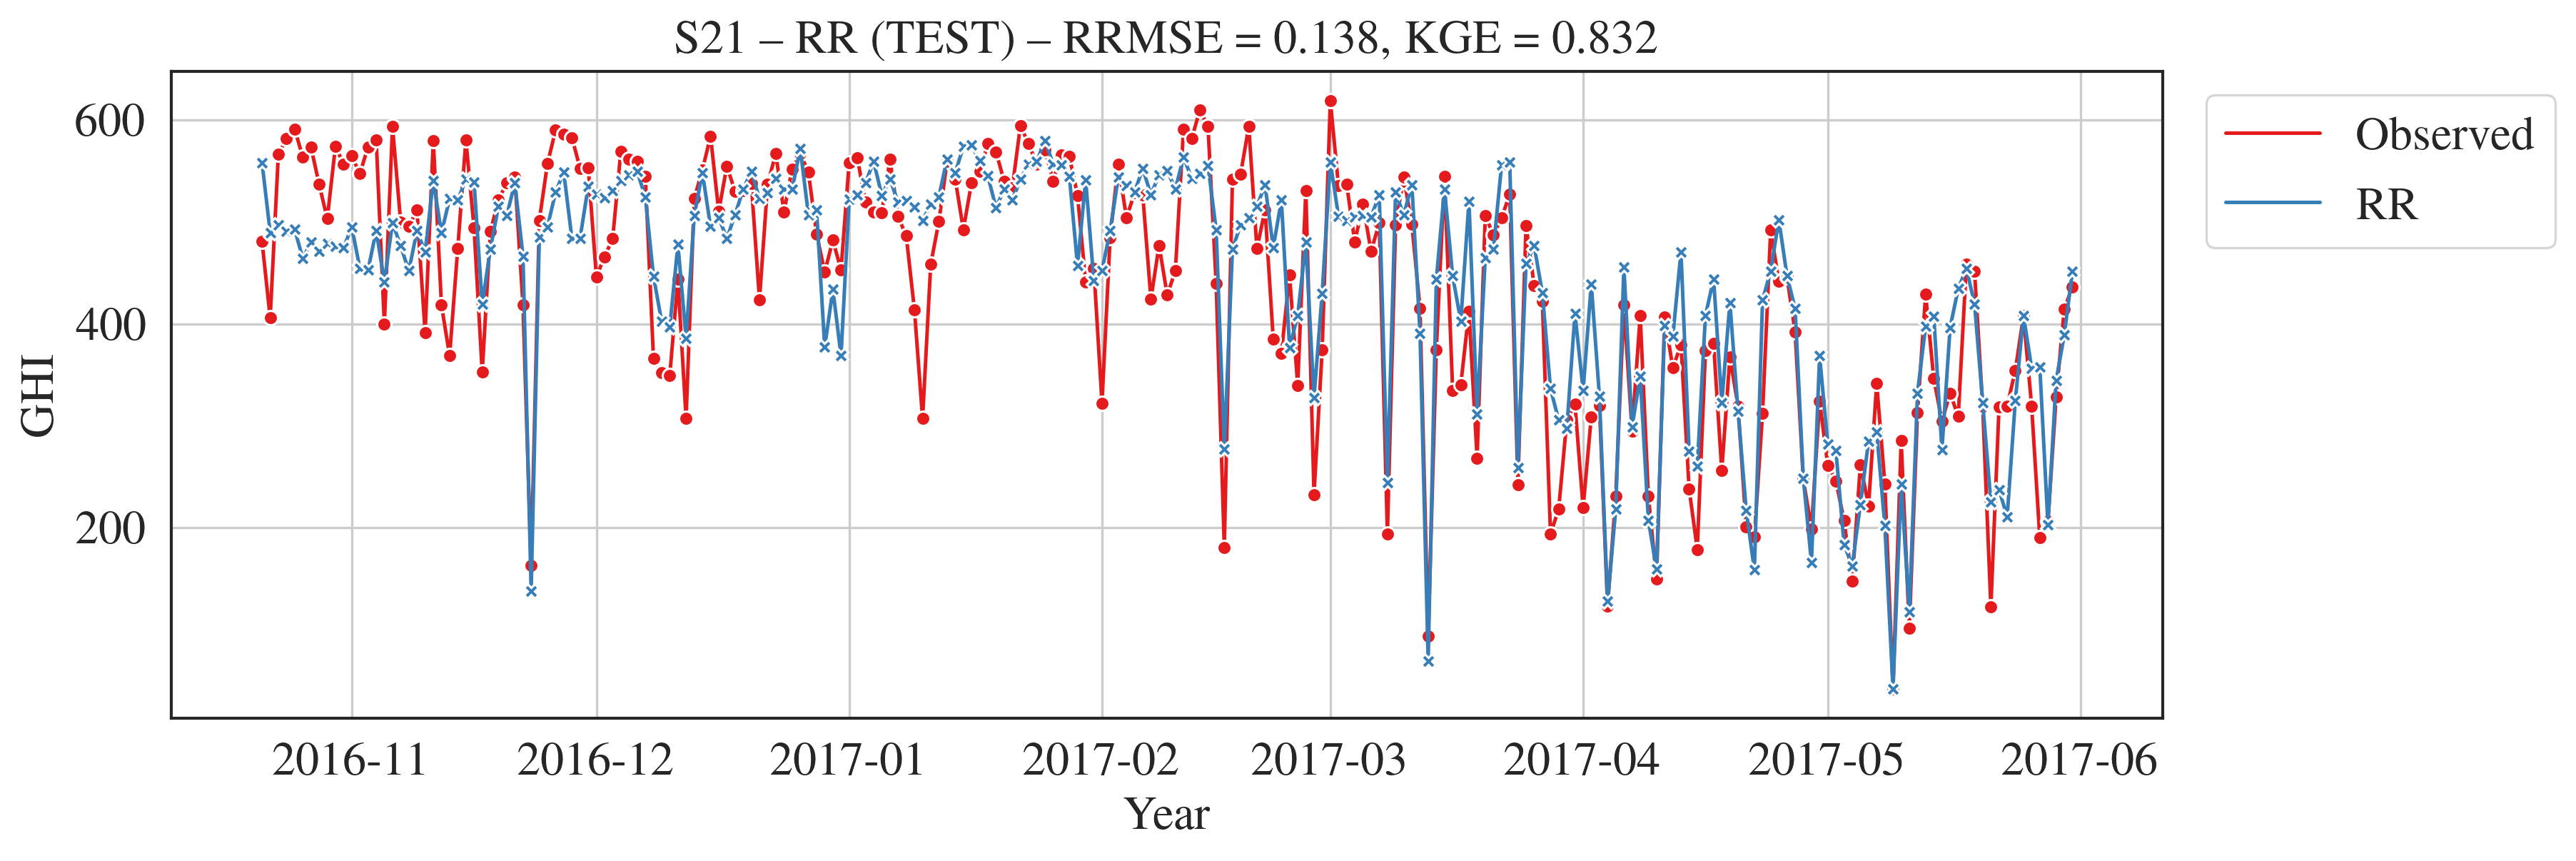 S21 – RR (TEST) – RRMSE = 0.138, KGE = 0.832
600
400
200
GHI
2016-11
2016-12
2017-01
2017-02
2017-03
2017-04
2017-05
2017-06
Year
Observed
RR